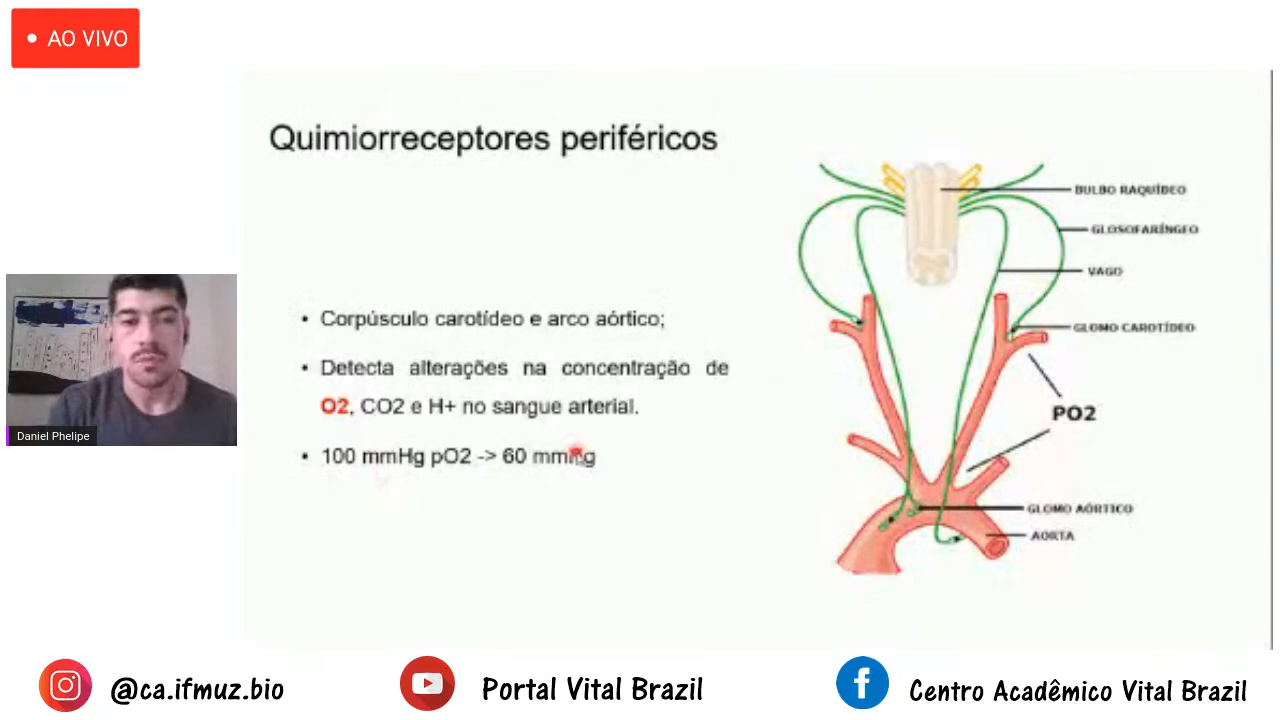 AO VIVO
Quimiorreceptores periféricos
Corpúsculo carotídeo e arco aórtico;
Detecta alterações na concentração de
O2, CO2 e H+ no sangue arterial.
100 mmHg pO2 -> 60 mmHg
BULBO RAQUÍDEO
GLOSOFARÍNGEO
VAGO
GLOMO CAROTÍDEO
PO2
GLOMO AÓRTICO
AORTA
Daniel Phelipe
@ca.ifmuz.bio
Portal Vital Brazil
Centro Acadêmico Vital Brazil